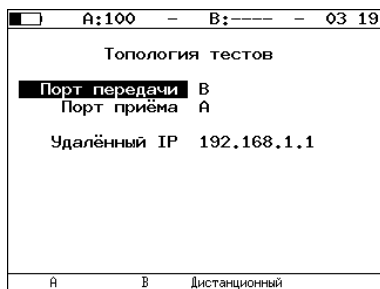 A:100 – B:---- – 03 19
Топология тестов
Порт передачи B
Порт приёма A
Удалённый IP 192.168.1.1
A B Дистанционный